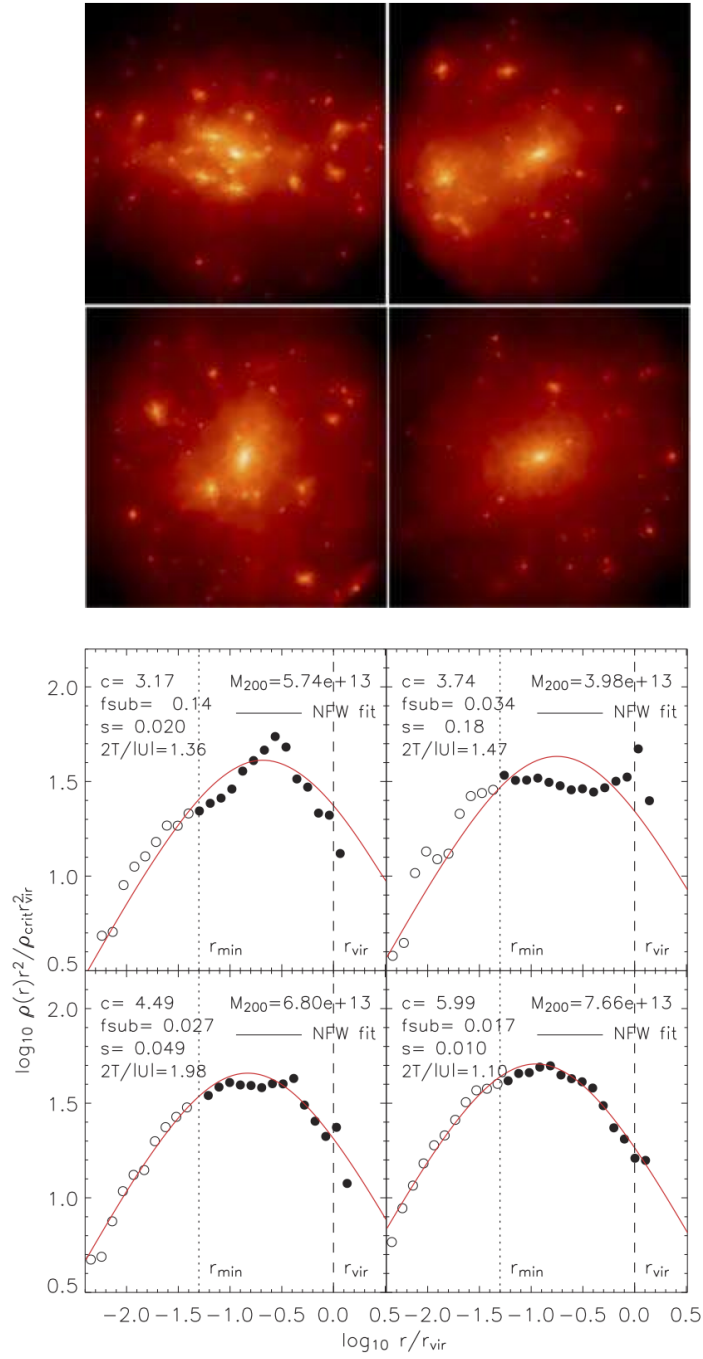 c= 3.17 M200=5.74e+13
fsub= 0.14 NFW fit
s= 0.020
2T/|U|=1.36
rmin rvir
c= 3.74 M200=3.98e+13
fsub= 0.034 NFW fit
s= 0.18
2T/|U|=1.47
rmin rvir
c= 4.49 M200=6.80e+13
fsub= 0.027 NFW fit
s= 0.049
2T/|U|=1.98
rmin rvir
c= 5.99 M200=7.66e+13
fsub= 0.017 NFW fit
s= 0.010
2T/|U|=1.10
rmin rvir
2.0
1.5
1.0
0.5
2.0
1.5
1.0
0.5
log10 ρ(r)r²/ρcritr²vir
-2.0 -1.5 -1.0 -0.5 0.0 0.5 -2.0 -1.5 -1.0 -0.5 0.0 0.5
log10 r/rvir